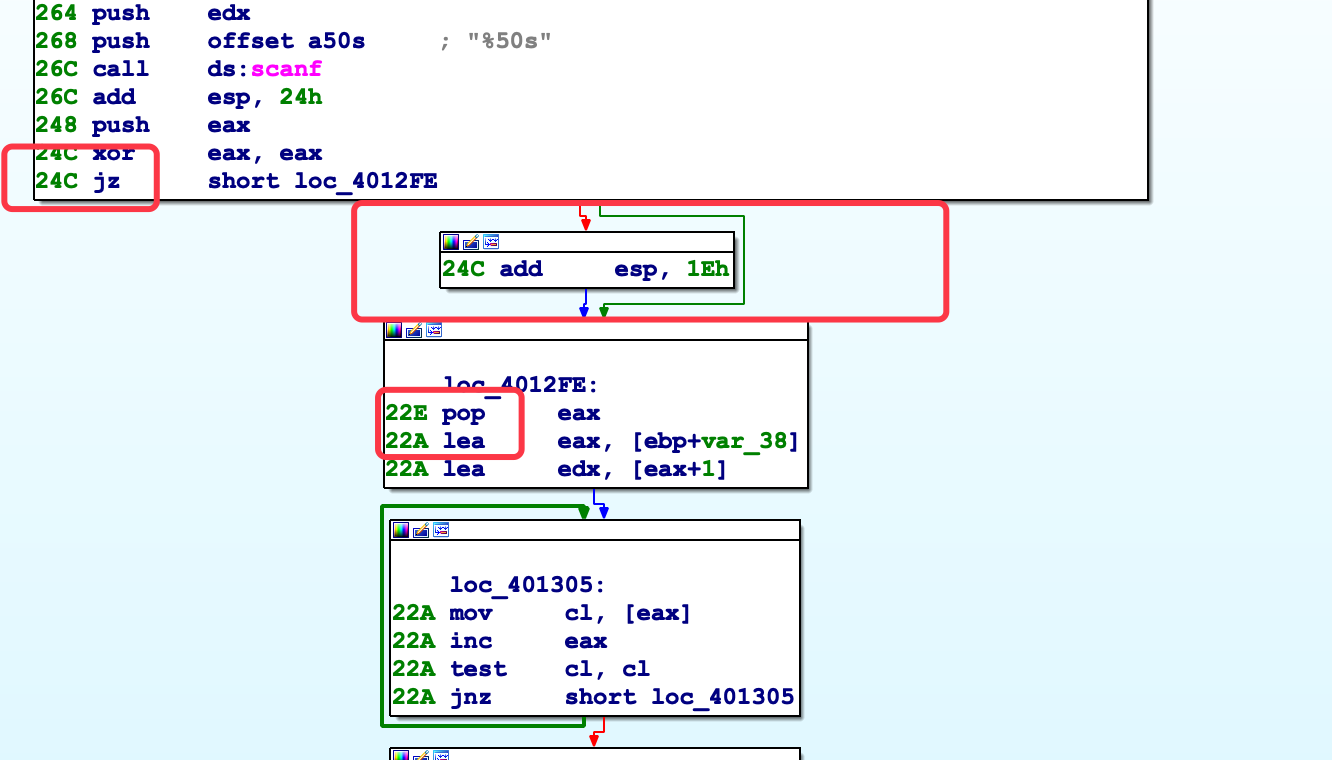 264 push edx
268 push offset a50s ; "%50s"
26C call ds:scanf
26C add esp, 24h
248 push eax
24C xor eax, eax
24C jz short loc_4012FE
24C add esp, 1Eh
loc_4012FE:
22E pop eax
22A lea eax, [ebp+var_38]
22A lea edx, [eax+1]
loc_401305:
22A mov cl, [eax]
22A inc eax
22A test cl, cl
22A jnz short loc_401305